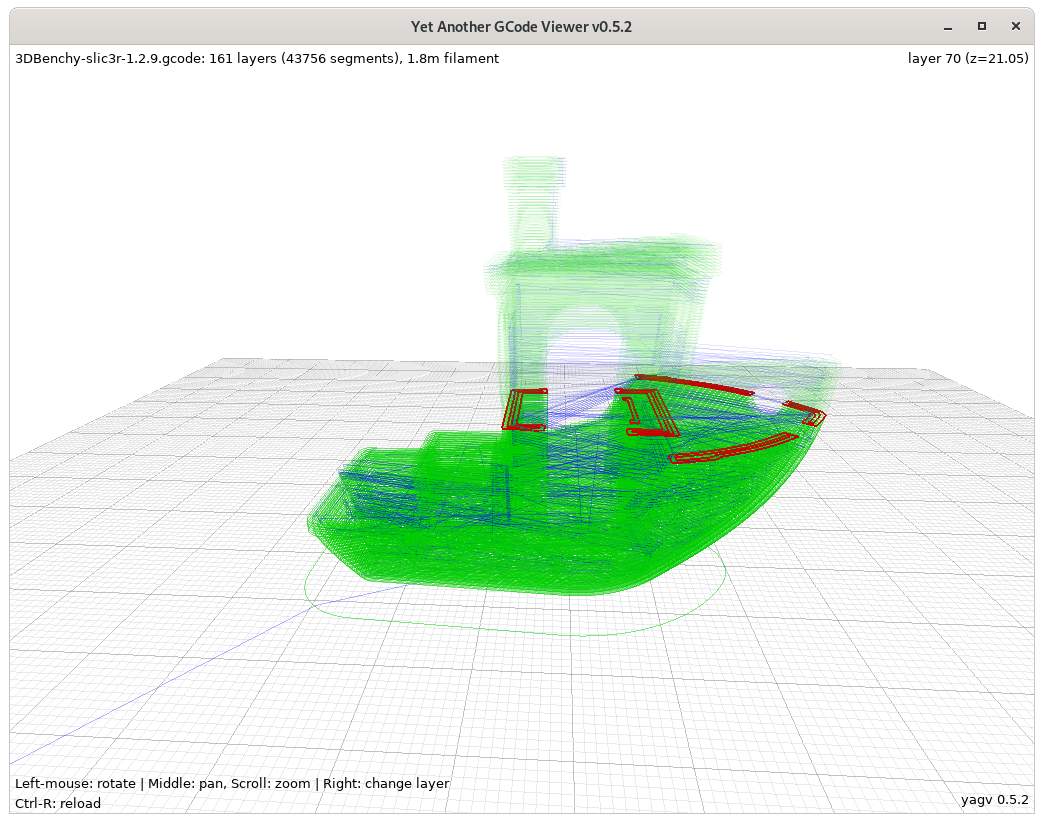 Yet Another GCode Viewer v0.5.2
3DBenchy-slic3r-1.2.9.gcode: 161 layers (43756 segments), 1.8m filament
layer 70 (z=21.05)
Left-mouse: rotate | Middle: pan, Scroll: zoom | Right: change layer
Ctrl-R: reload
yagv 0.5.2